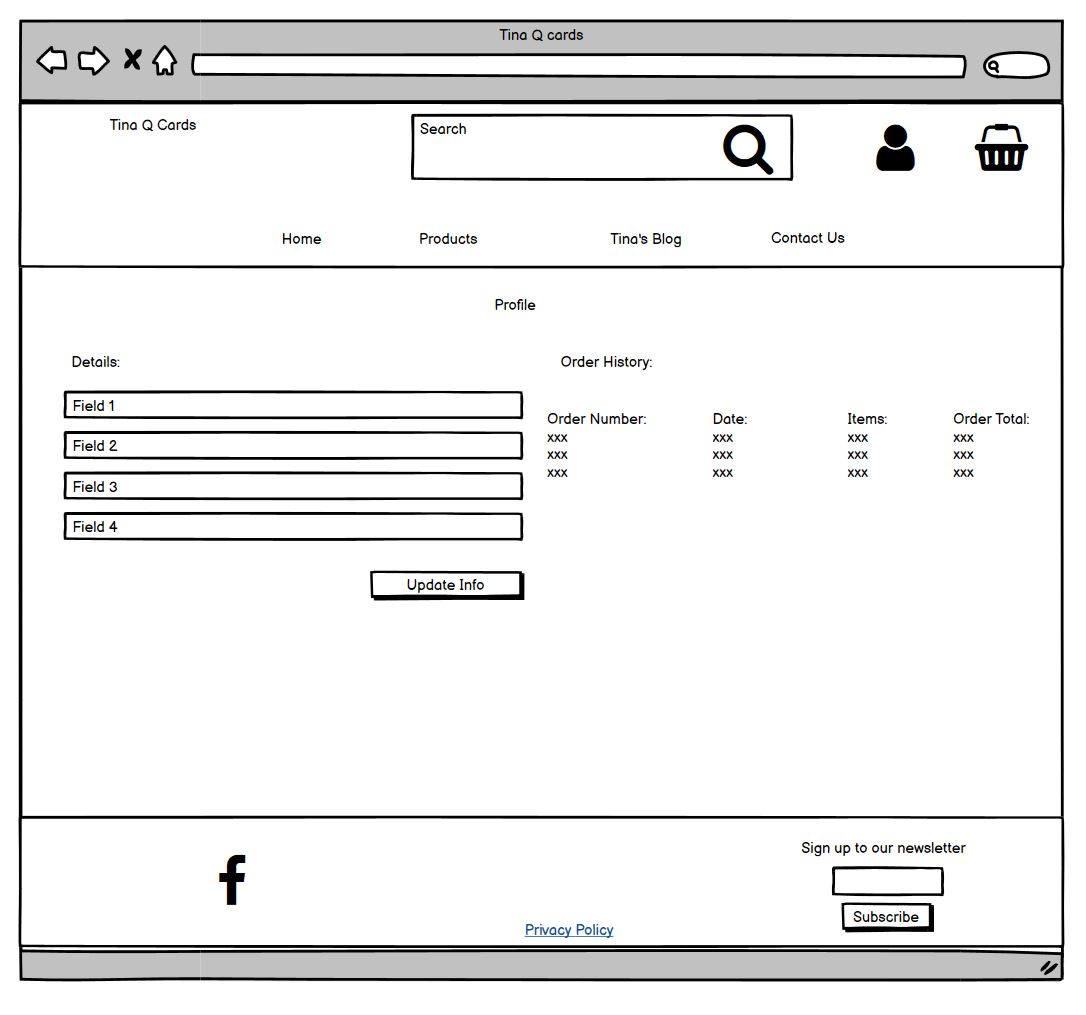 Tina Q cards
Tina Q Cards
Search
Home Products Tina's Blog Contact Us
Profile
Details:
Field 1
Field 2
Field 3
Field 4
Update Info
Order History:
Order Number: Date: Items: Order Total:
xxx xxx xxx xxx
xxx xxx xxx xxx
xxx xxx xxx xxx
Sign up to our newsletter
Subscribe
Privacy Policy